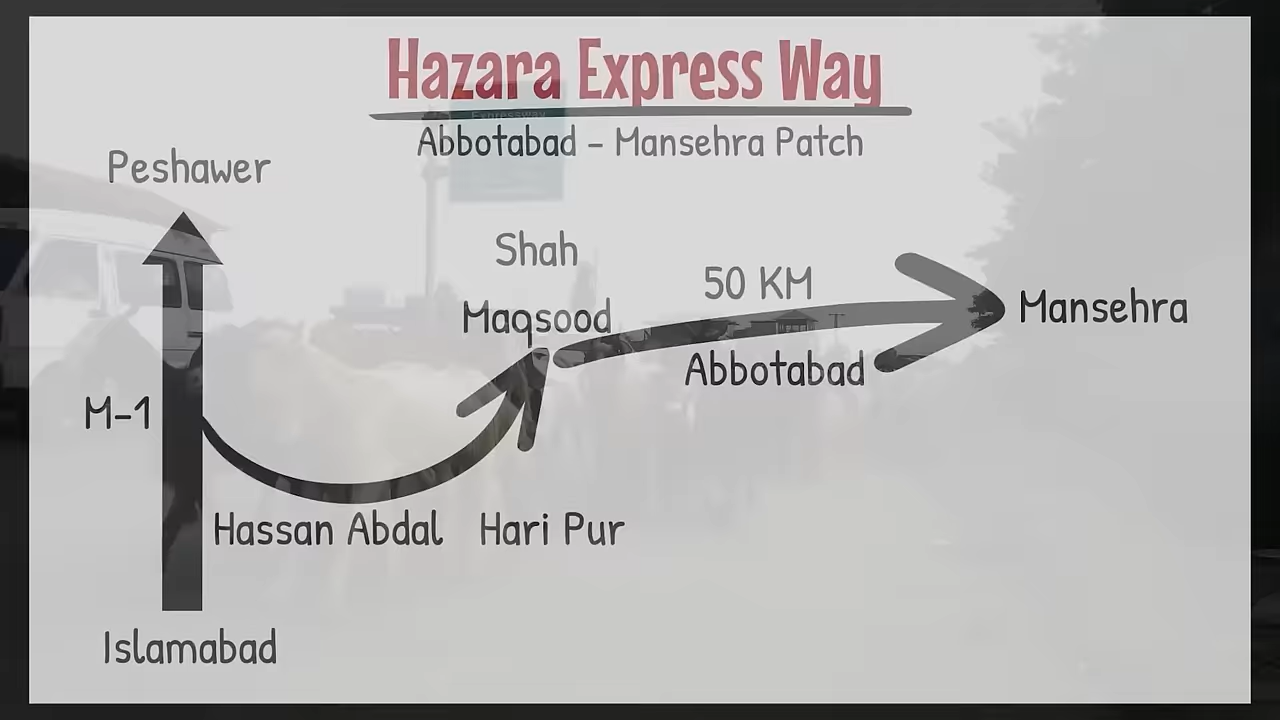 Hazara Express Way
Expressway
Abbotabad - Mansehra Patch
Peshawer
Shah
Maqsood
50 KM
Mansehra
Abbotabad
M-1
Hassan Abdal
Hari Pur
Islamabad